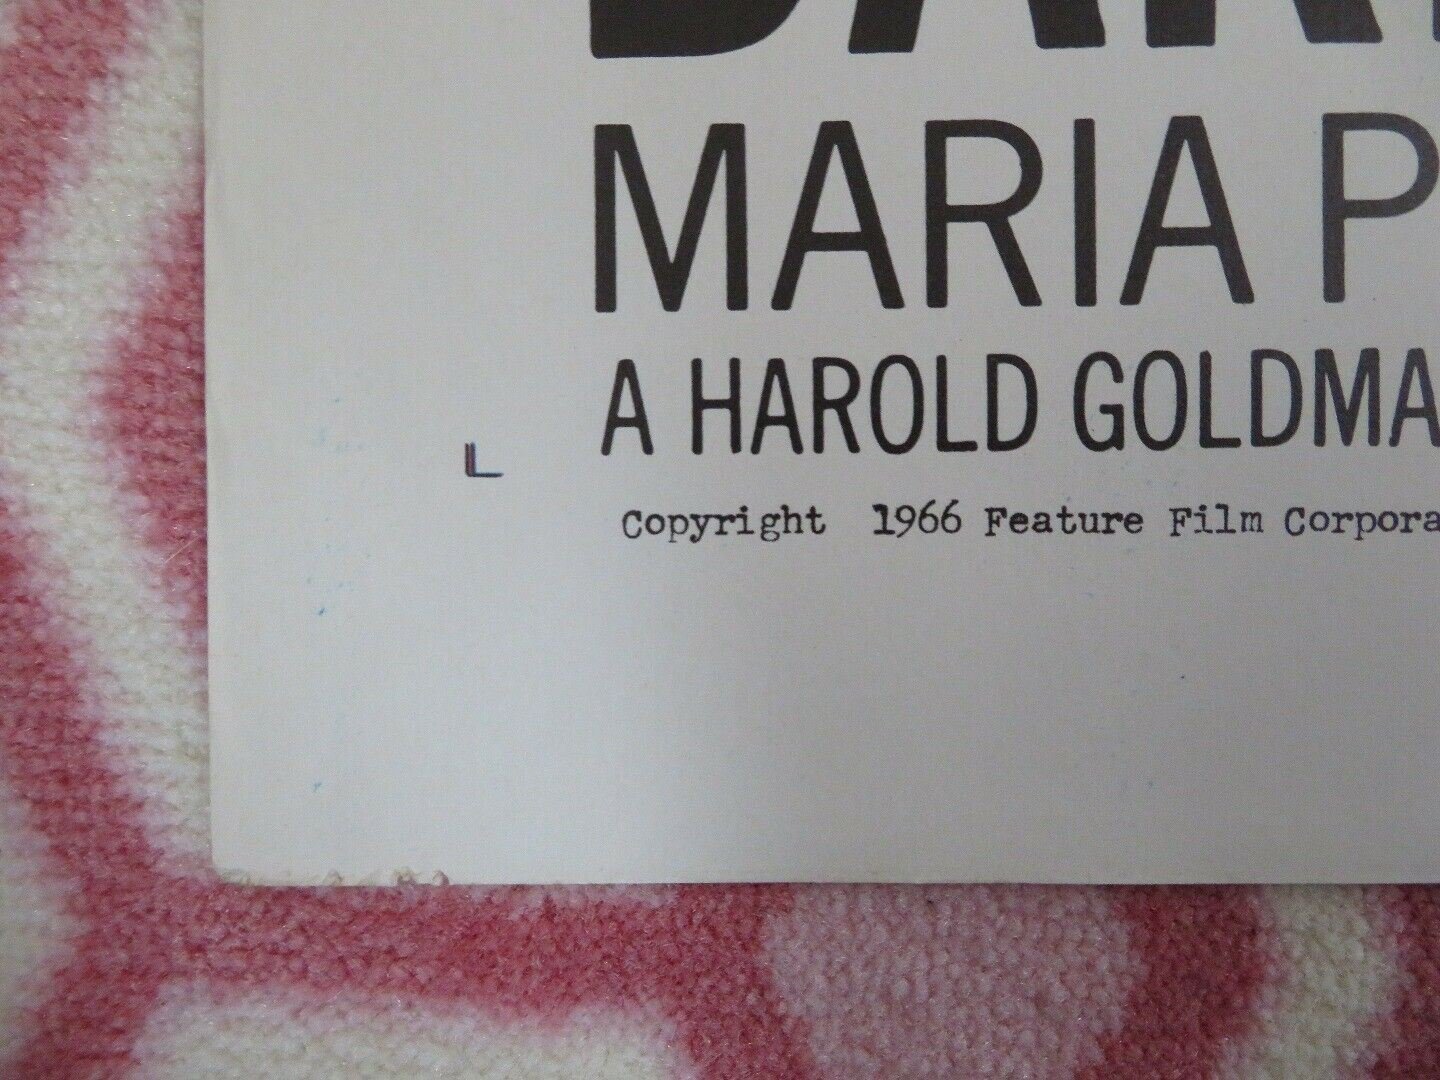 MARIA P
A HAROLD GOLDMA
Copyright 1966 Feature Film Corpora